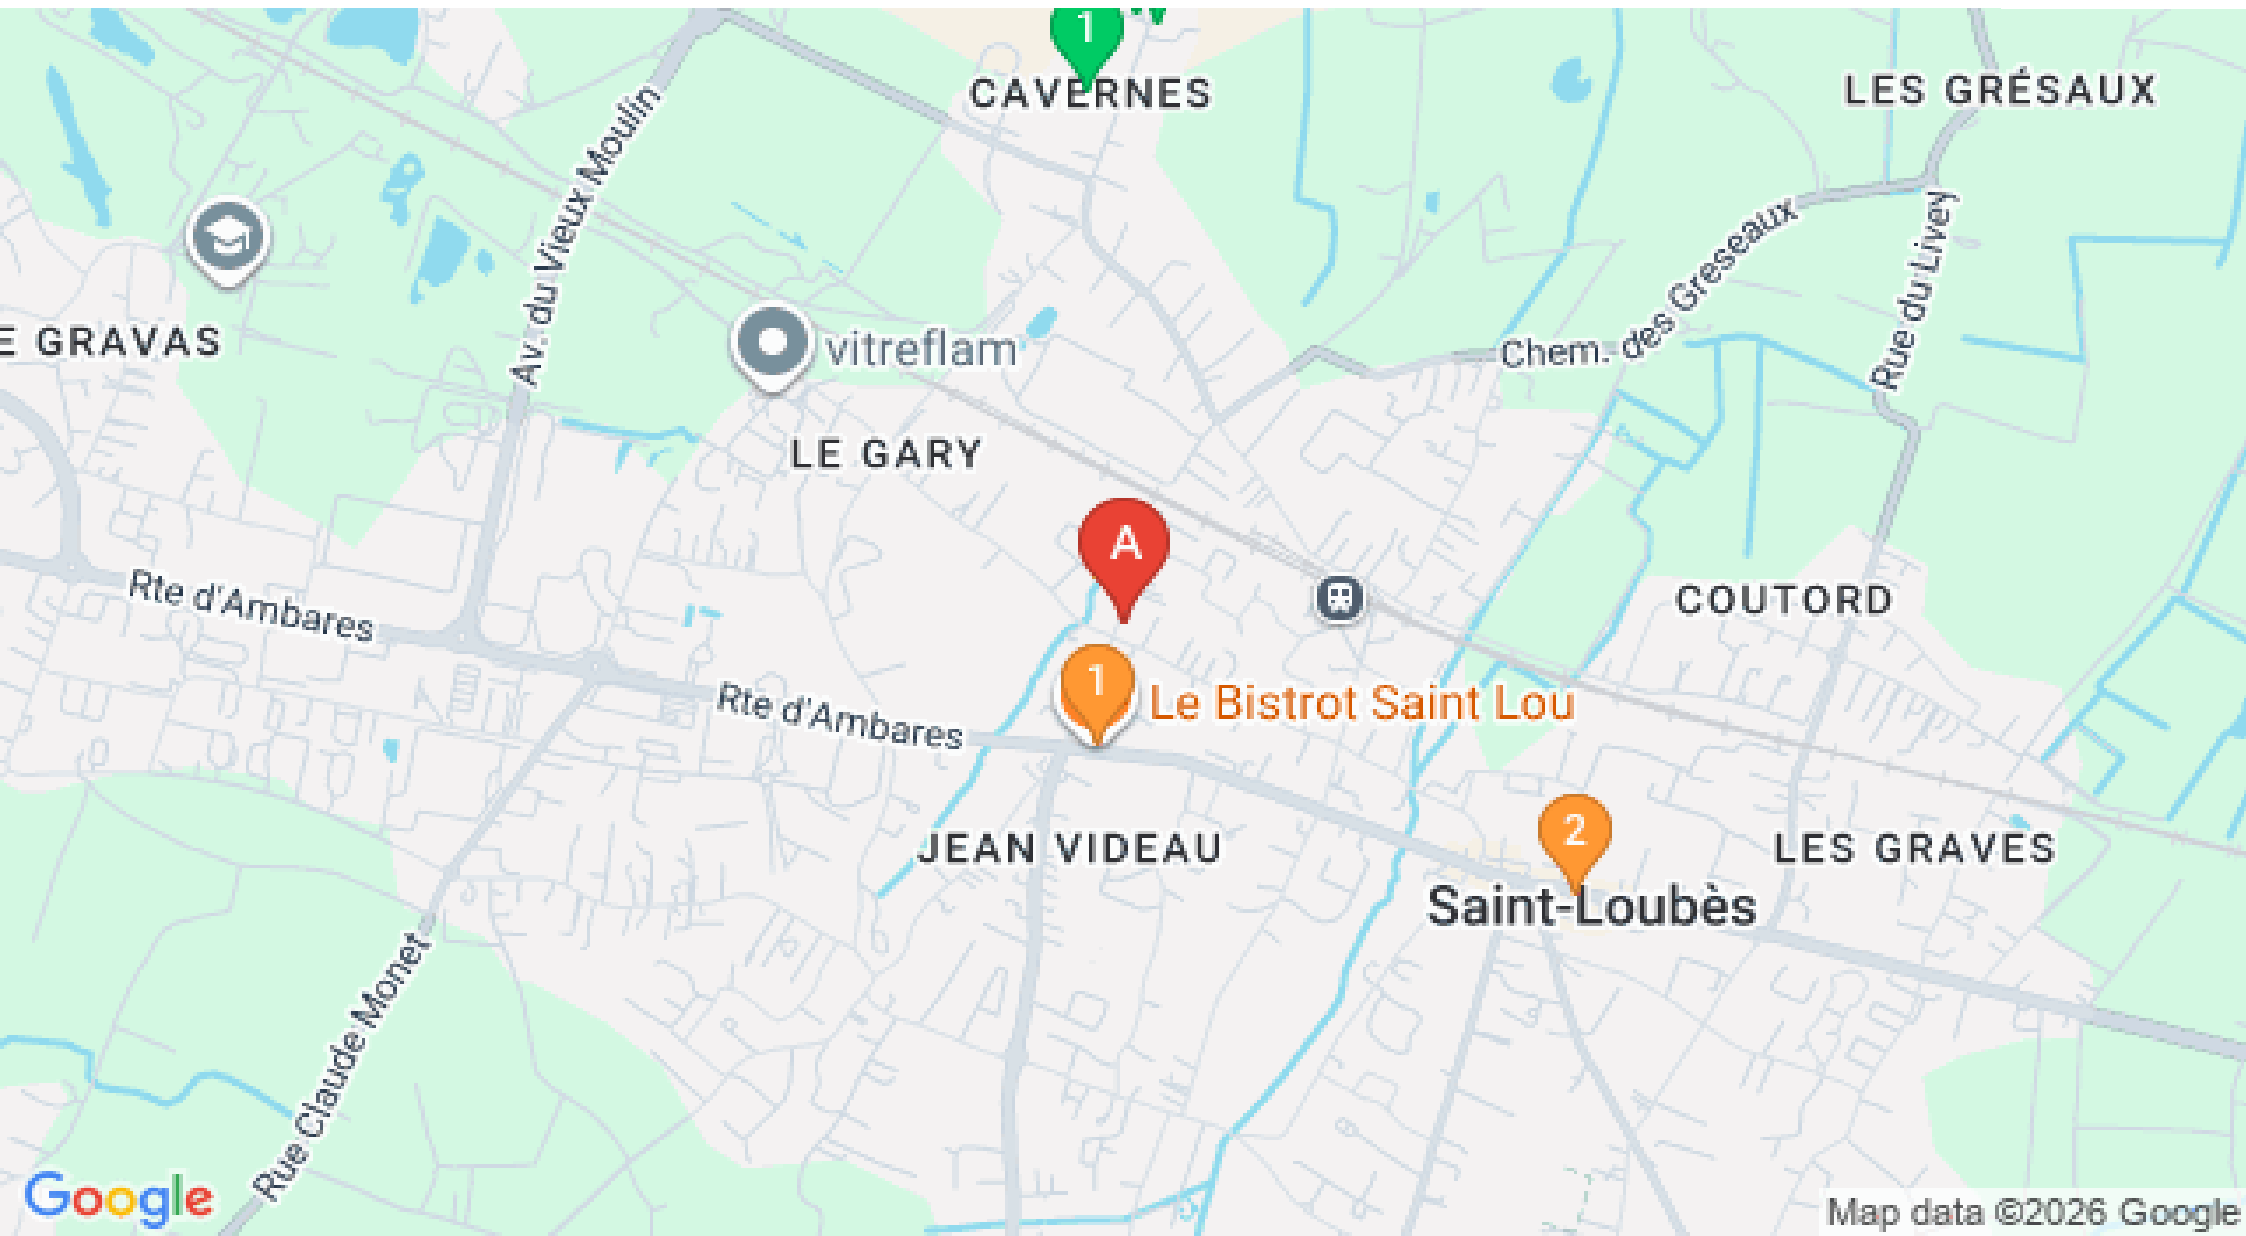 1
CAVERNES
LES GRÉSAUX
Av. du Vieux Moulin
Chem. des Greseaux
Rue du Livey
E GRAVAS
vitreflam
LE GARY
A
Rte d'Ambares
COUTORD
1
Le Bistrot Saint Lou
Rte d'Ambares
JEAN VIDEAU
2
LES GRAVES
Saint-Loubès
Rue Claude Monet
Google
Map data ©2026 Google